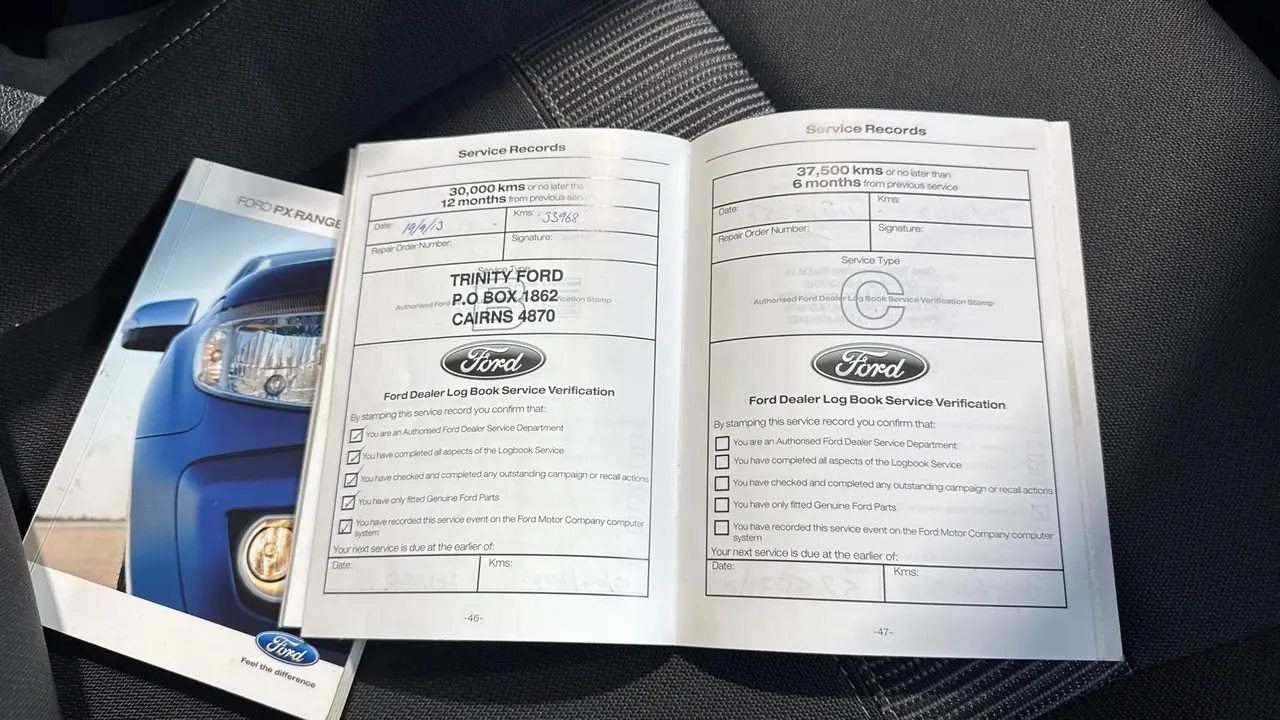 FORD PX RANGE
Ford
Feel the difference
Service Records
30,000 kms or no later tha
12 months from previous serv
Date: 19/9/13
Kms: 33968
Repair Order Number:
Signature:
Service Type
B
TRINITY FORD
P.O BOX 1862
CAIRNS 4870
Authorised Ford
ication Stamp
Ford
Ford Dealer Log Book Service Verification
By stamping this service record you confirm that:
You are an Authorised Ford Dealer Service Department
You have completed all aspects of the Logbook Service
You have checked and completed any outstanding campaign or recall actions
You have only fitted Genuine Ford Parts
You have recorded this service event on the Ford Motor Company computer
system
Your next service is due at the earlier of:
Date:
Kms:
-46-
Service Records
37,500 kms or no later than
6 months from previous service
Date:
Kms:
Repair Order Number:
Signature:
Service Type
C
Authorised Ford Dealer Log Book Service Verification Stamp
Ford
Ford Dealer Log Book Service Verification
By stamping this service record you confirm that:
You are an Authorised Ford Dealer Service Department
You have completed all aspects of the Logbook Service
You have checked and completed any outstanding campaign or recall actions
You have only fitted Genuine Ford Parts
You have recorded this service event on the Ford Motor Company computer
system
Your next service is due at the earlier of:
Date:
Kms:
-47-